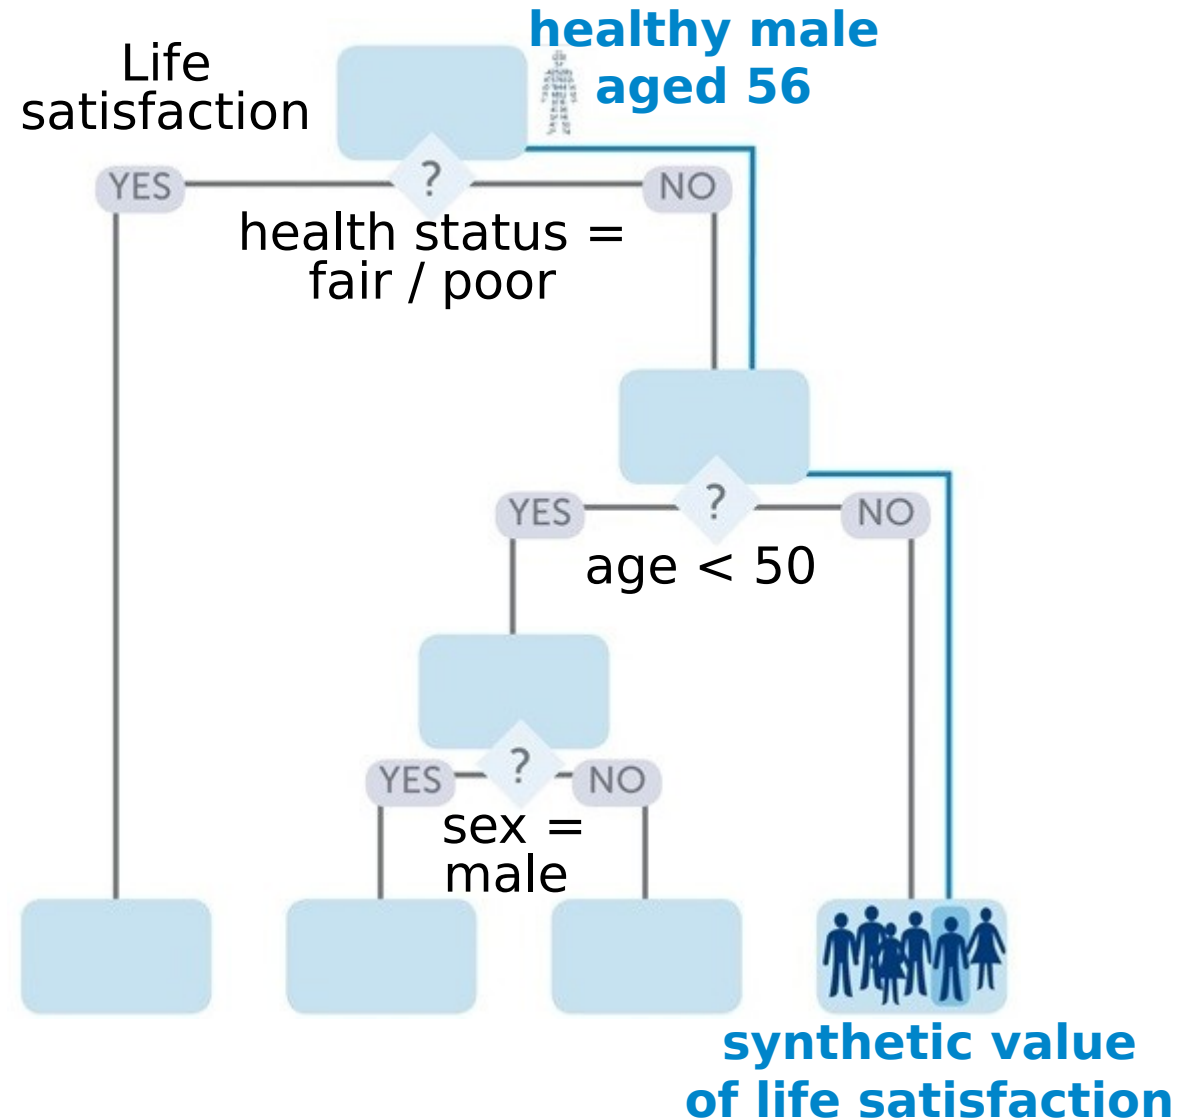 healthy male
aged 56
Life
satisfaction
YES
?
NO
health status =
fair / poor
YES
?
NO
age < 50
YES
?
NO
sex =
male
synthetic value
of life satisfaction